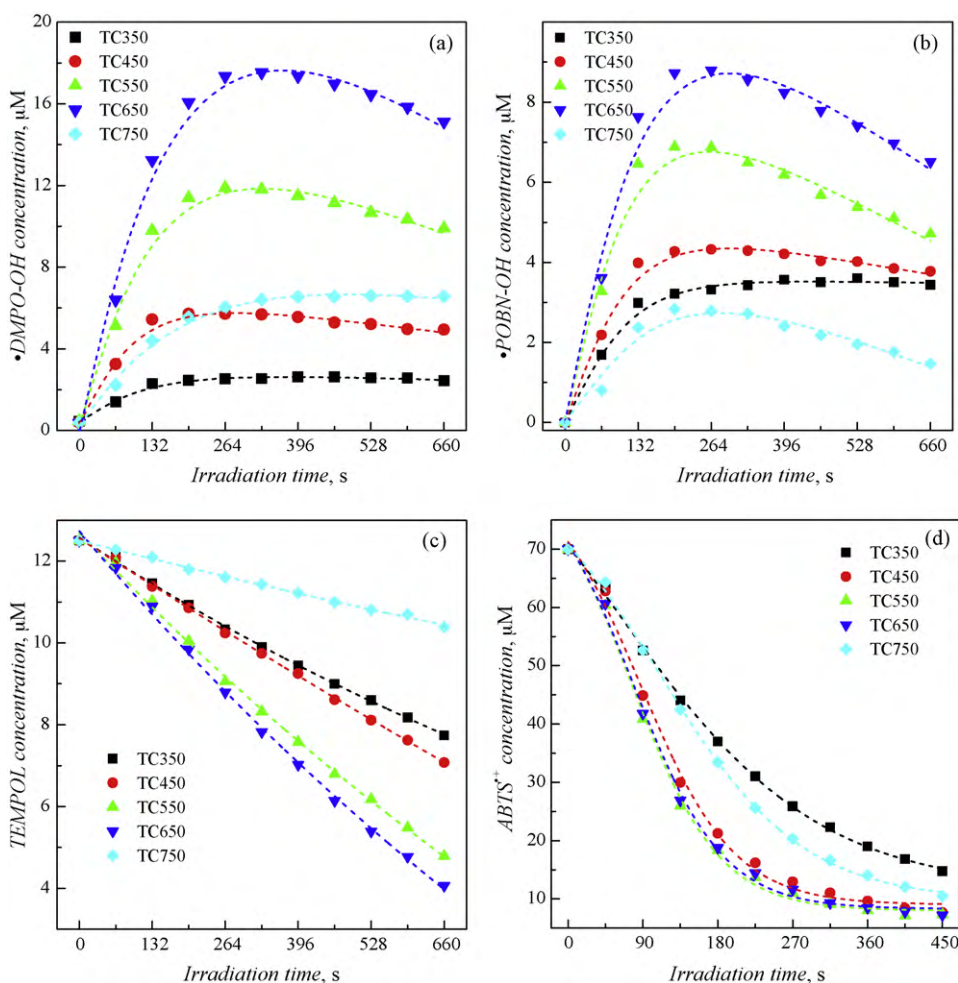 •DMPO-OH concentration, µM
20
16
12
8
4
0
TC350
TC450
TC550
TC650
TC750
(a)
0 132 264 396 528 660
Irradiation time, s
•POBN-OH concentration, µM
8
6
4
2
0
TC350
TC450
TC550
TC650
TC750
(b)
0 132 264 396 528 660
Irradiation time, s
TEMPOL concentration, µM
12
10
8
6
4
(c)
TC350
TC450
TC550
TC650
TC750
0 132 264 396 528 660
Irradiation time, s
ABTS•+ concentration, µM
70
60
50
40
30
20
10
(d)
TC350
TC450
TC550
TC650
TC750
0 90 180 270 360 450
Irradiation time, s